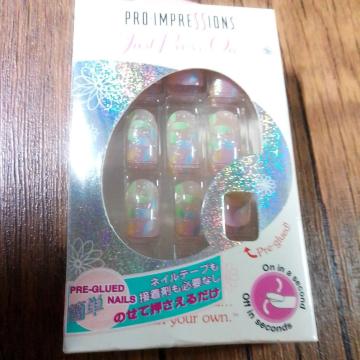 PRO IMPRESSIONS
Just Press On
Pre-glued!
PRE-GLUED
NAILS
簡単
ネイルテープも
接着剤も必要なし
のせて押さえるだけ
On in a second
Off in seconds
your own.™